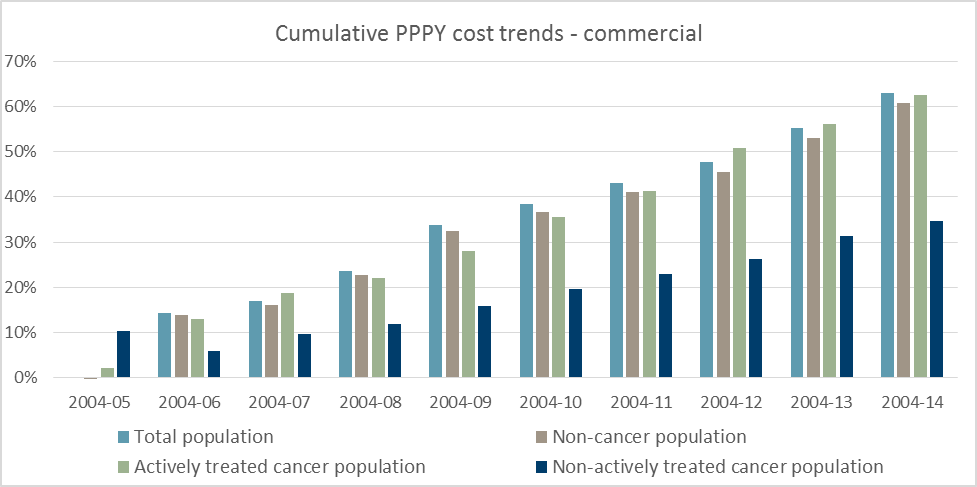 Cumulative PPPY cost trends - commercial
70%
60%
50%
40%
30%
20%
10%
0%
2004-05 2004-06 2004-07 2004-08 2004-09 2004-10 2004-11 2004-12 2004-13 2004-14
Total population Non-cancer population
Actively treated cancer population Non-actively treated cancer population